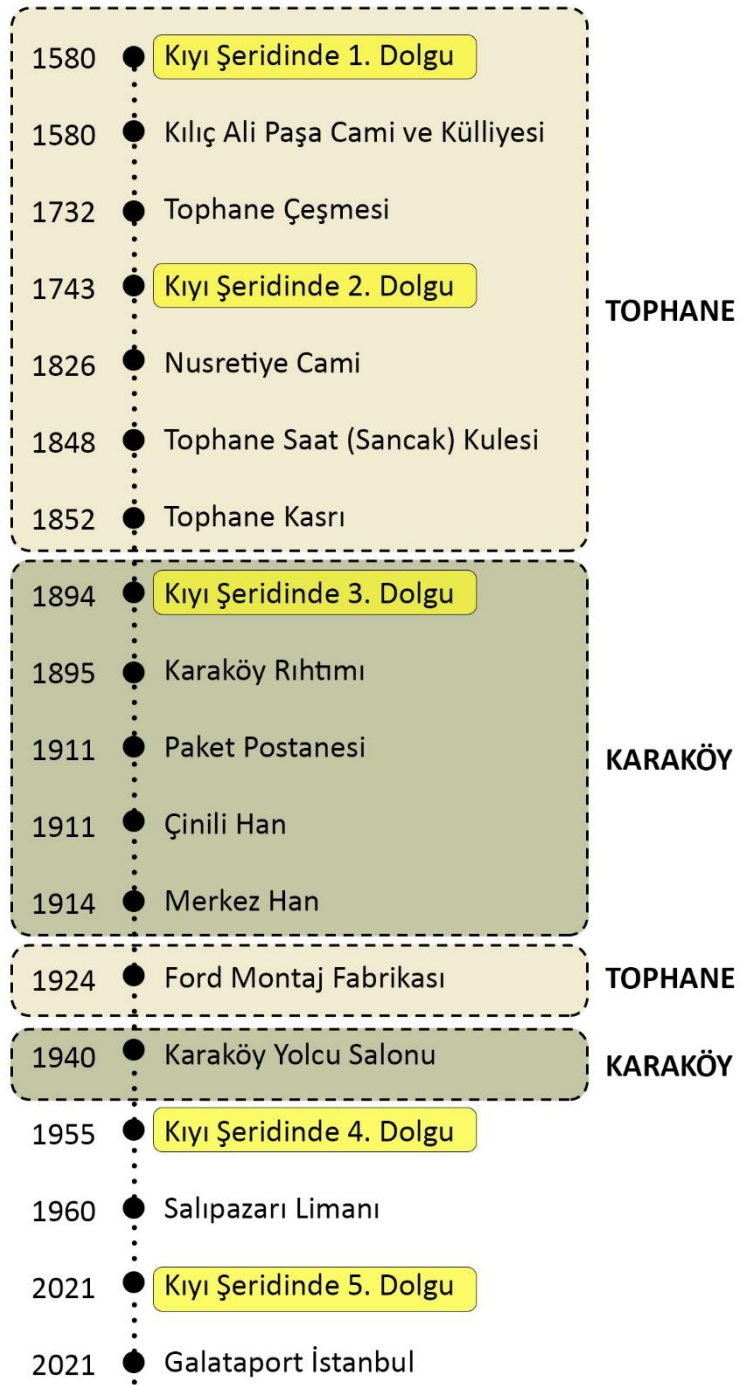 1580 Kıyı Şeridinde 1. Dolgu
1580 Kılıç Ali Paşa Cami ve Külliyesi
1732 Tophane Çeşmesi
1743 Kıyı Şeridinde 2. Dolgu
TOPHANE
1826 Nusretiye Cami
1848 Tophane Saat (Sancak) Kulesi
1852 Tophane Kasrı
1894 Kıyı Şeridinde 3. Dolgu
1895 Karaköy Rıhtımı
1911 Paket Postanesi
KARAKÖY
1911 Çinili Han
1914 Merkez Han
1924 Ford Montaj Fabrikası
TOPHANE
1940 Karaköy Yolcu Salonu
KARAKÖY
1955 Kıyı Şeridinde 4. Dolgu
1960 Salıpazarı Limanı
2021 Kıyı Şeridinde 5. Dolgu
2021 Galataport İstanbul